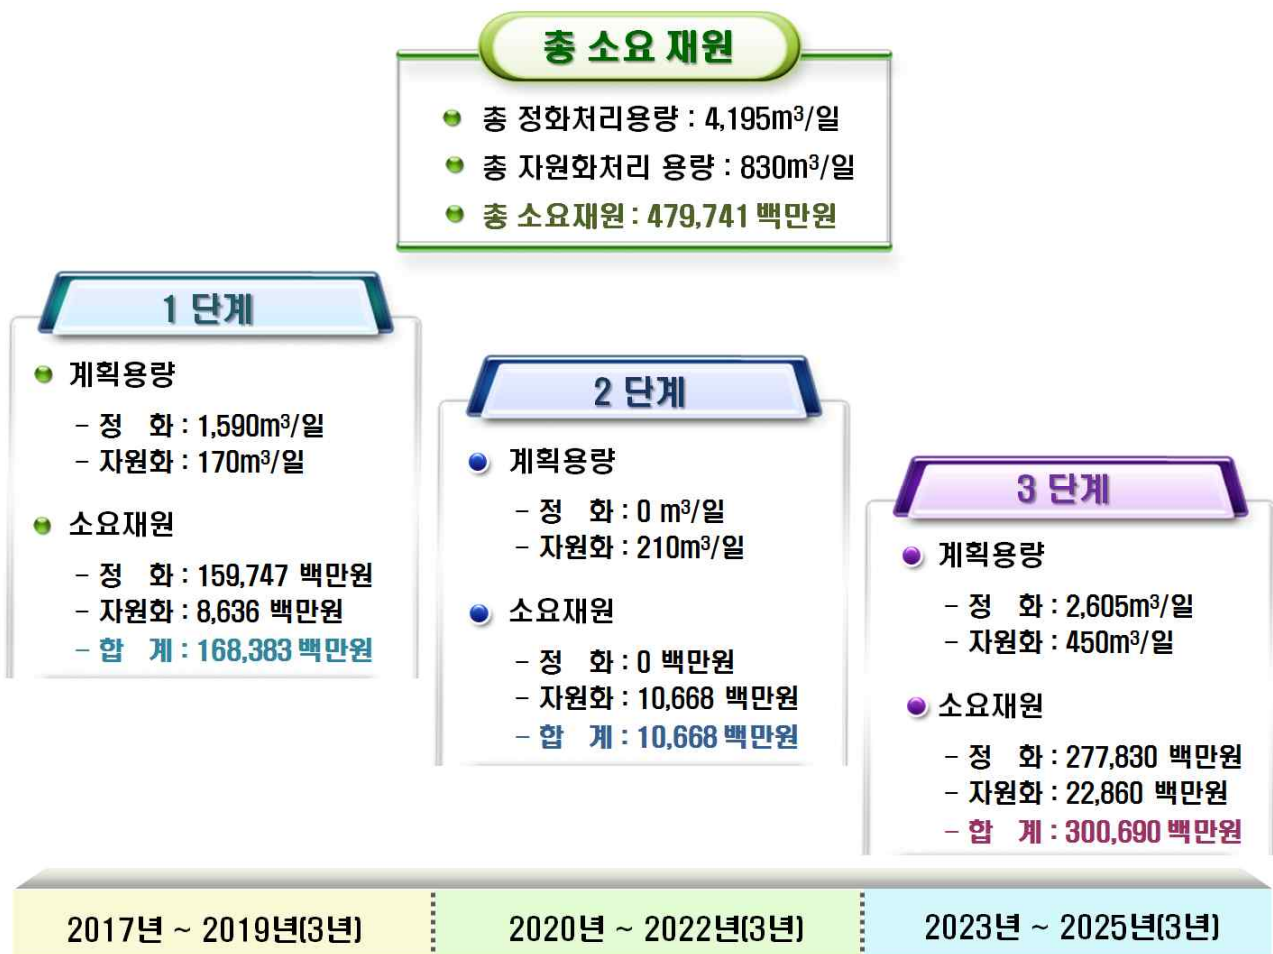 총 소요 재원
총 정화처리용량 : 4,195m³/일
총 자원화처리 용량 : 830m³/일
총 소요재원 : 479,741 백만원
1 단계
계획용량
- 정 화 : 1,590m³/일
- 자원화 : 170m³/일
소요재원
- 정 화 : 159,747 백만원
- 자원화 : 8,636 백만원
- 합 계 : 168,383 백만원
2 단계
계획용량
- 정 화 : 0 m³/일
- 자원화 : 210m³/일
소요재원
- 정 화 : 0 백만원
- 자원화 : 10,668 백만원
- 합 계 : 10,668 백만원
3 단계
계획용량
- 정 화 : 2,605m³/일
- 자원화 : 450m³/일
소요재원
- 정 화 : 277,830 백만원
- 자원화 : 22,860 백만원
- 합 계 : 300,690 백만원
2017년 ~ 2019년(3년)
2020년 ~ 2022년(3년)
2023년 ~ 2025년(3년)